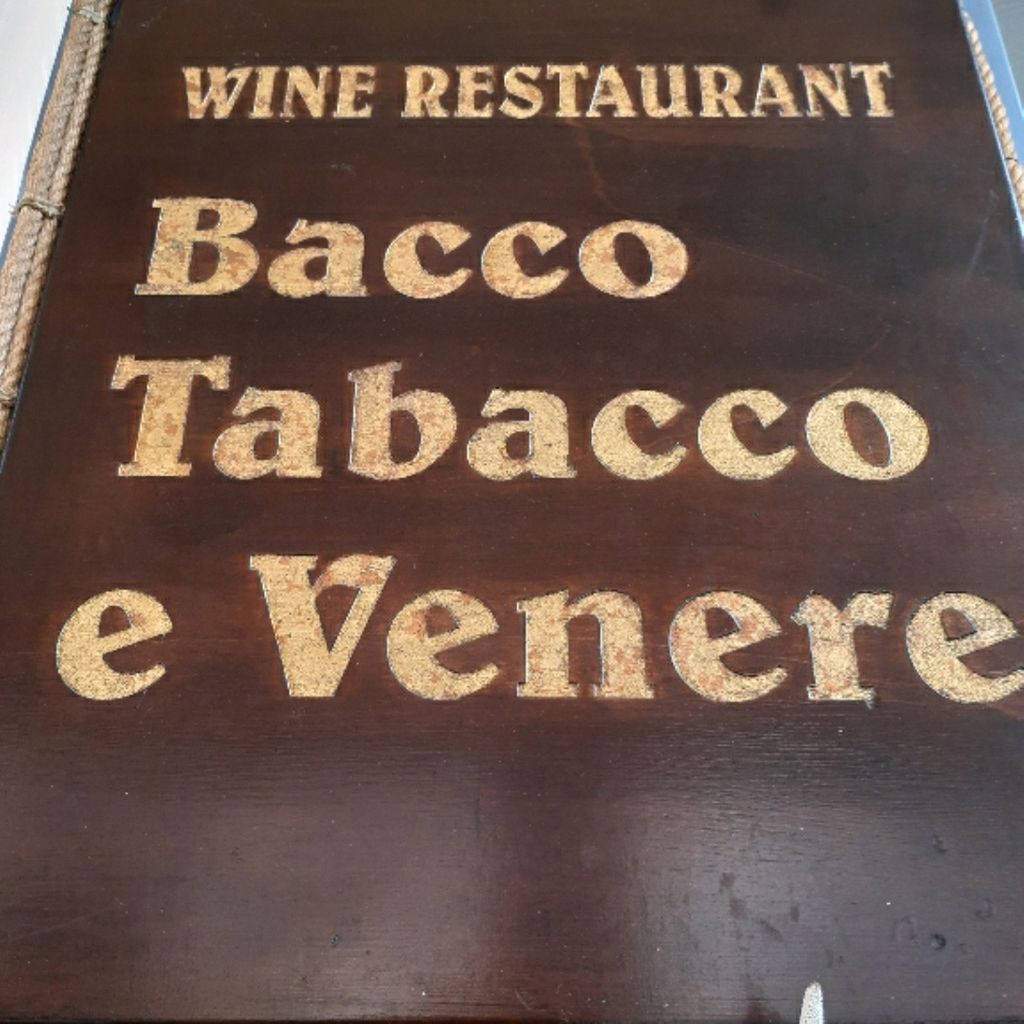 WINE RESTAURANT
Bacco
Tabacco
e Venere